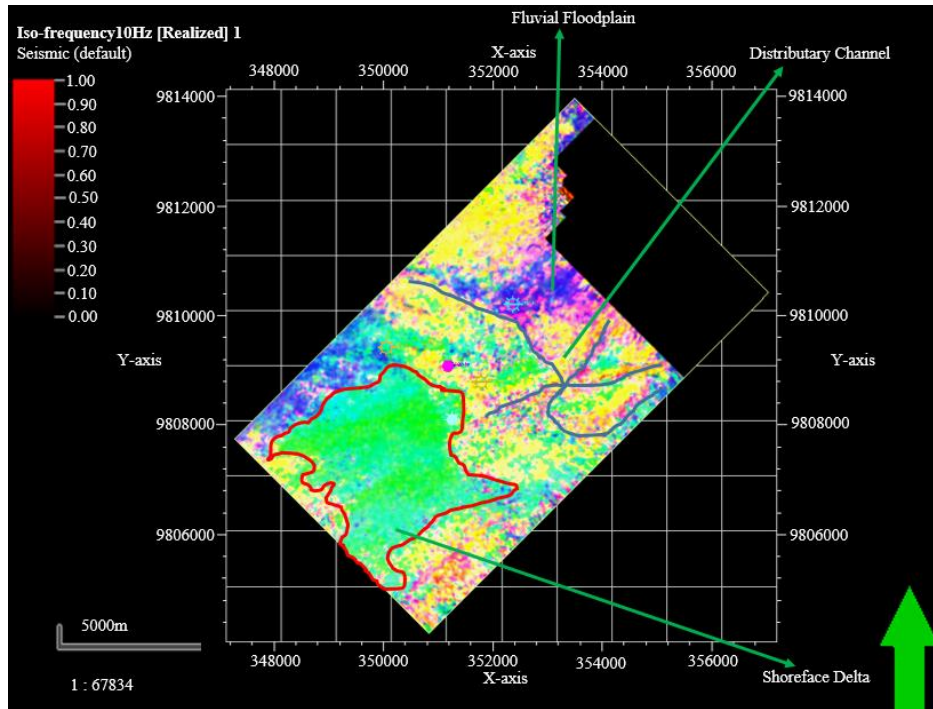 Fluvial Floodplain
Iso-frequency10Hz [Realized] 1
Seismic (default)
X-axis
Distributary Channel
348000 350000 352000 354000 356000
1.00
0.90
0.80
0.70
0.60
0.50
0.40
0.30
0.20
0.10
0.00
9814000 9814000
9812000 9812000
9810000 9810000
Y-axis Y-axis
9808000 9808000
9806000 9806000
5000m
348000 350000 352000 354000 356000
X-axis
Shoreface Delta
1 : 67834